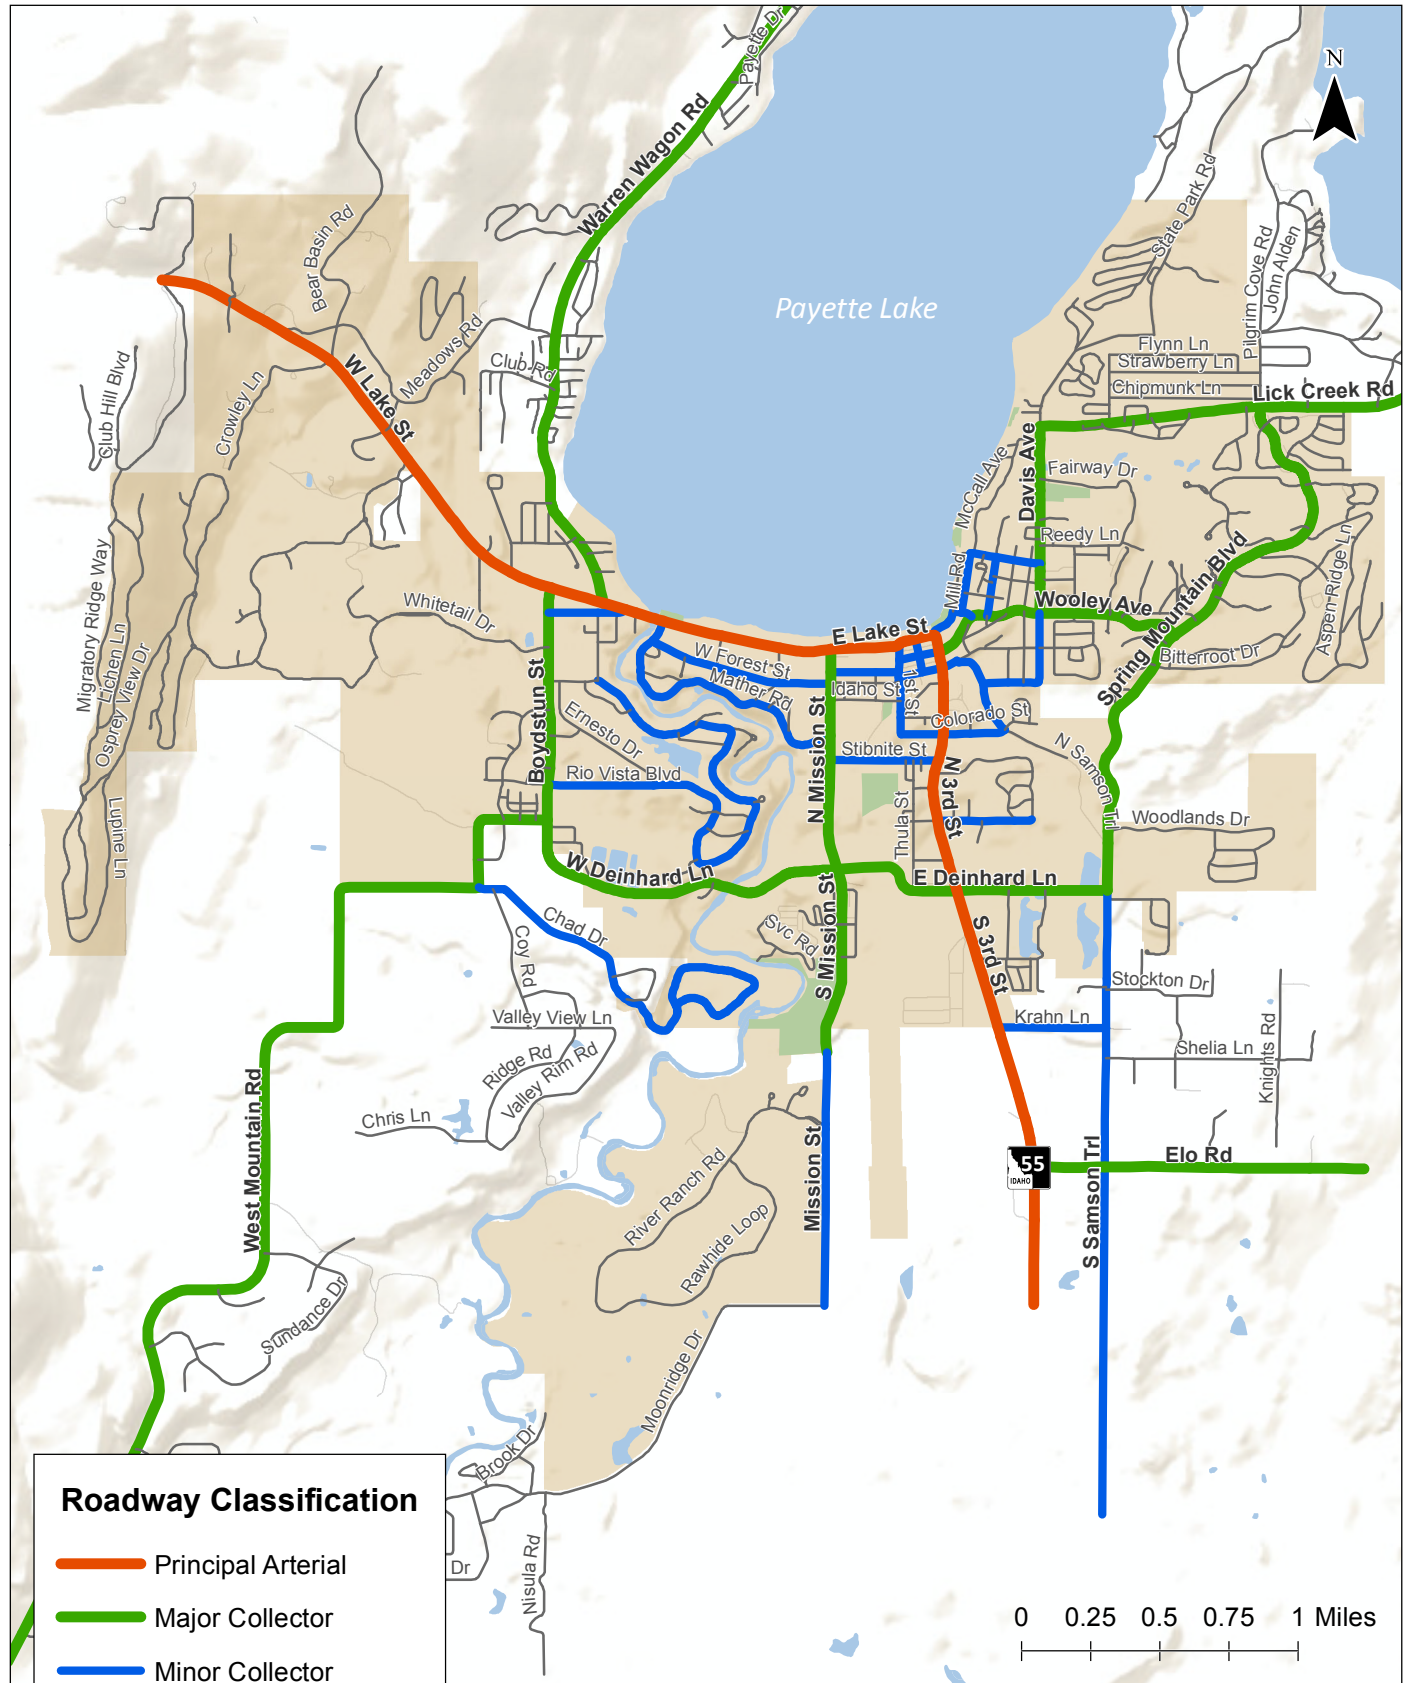 Payette Dr
N
Warren Wagon Rd
State Park Rd
Bear Basin Rd
Pilgrim Cove Rd
John Alden
Payette Lake
Meadows Rd
Flynn Ln
Strawberry Ln
Club Rd
Chipmunk Ln
Lick Creek Rd
W Lake St
Club Hill Blvd
Crowley Ln
Davis Ave
McCall Ave
Fairway Dr
Reedy Ln
Aspen Ridge Ln
Migratory Ridge Way
Lichen Ln
Osprey View Dr
Whitetail Dr
Mill Rd
Wooley Ave
Spring Mountain Blvd
Bitterroot Dr
E Lake St
W Forest St
Mather Rd
Idaho St
1st St
Colorado St
Boydstun St
Ernesto Dr
N Mission St
Stibnite St
N Samson Trl
Rio Vista Blvd
N 3rd St
Thula St
Lupine Ln
Woodlands Dr
W Deinhard Ln
E Deinhard Ln
Chad Dr
Coy Rd
Svc Rd
S Mission St
S 3rd St
Stockton Dr
Valley View Ln
Krahn Ln
Ridge Rd
Valley Rim Rd
Shelia Ln
Knights Rd
Chris Ln
West Mountain Rd
Mission St
55
IDAHO
Elo Rd
S Samson Trl
River Ranch Rd
Rawhide Loop
Sundance Dr
Moonridge Dr
Brook Dr
Nisula Rd
Dr
Roadway Classification
Principal Arterial
Major Collector
Minor Collector
0 0.25 0.5 0.75 1 Miles